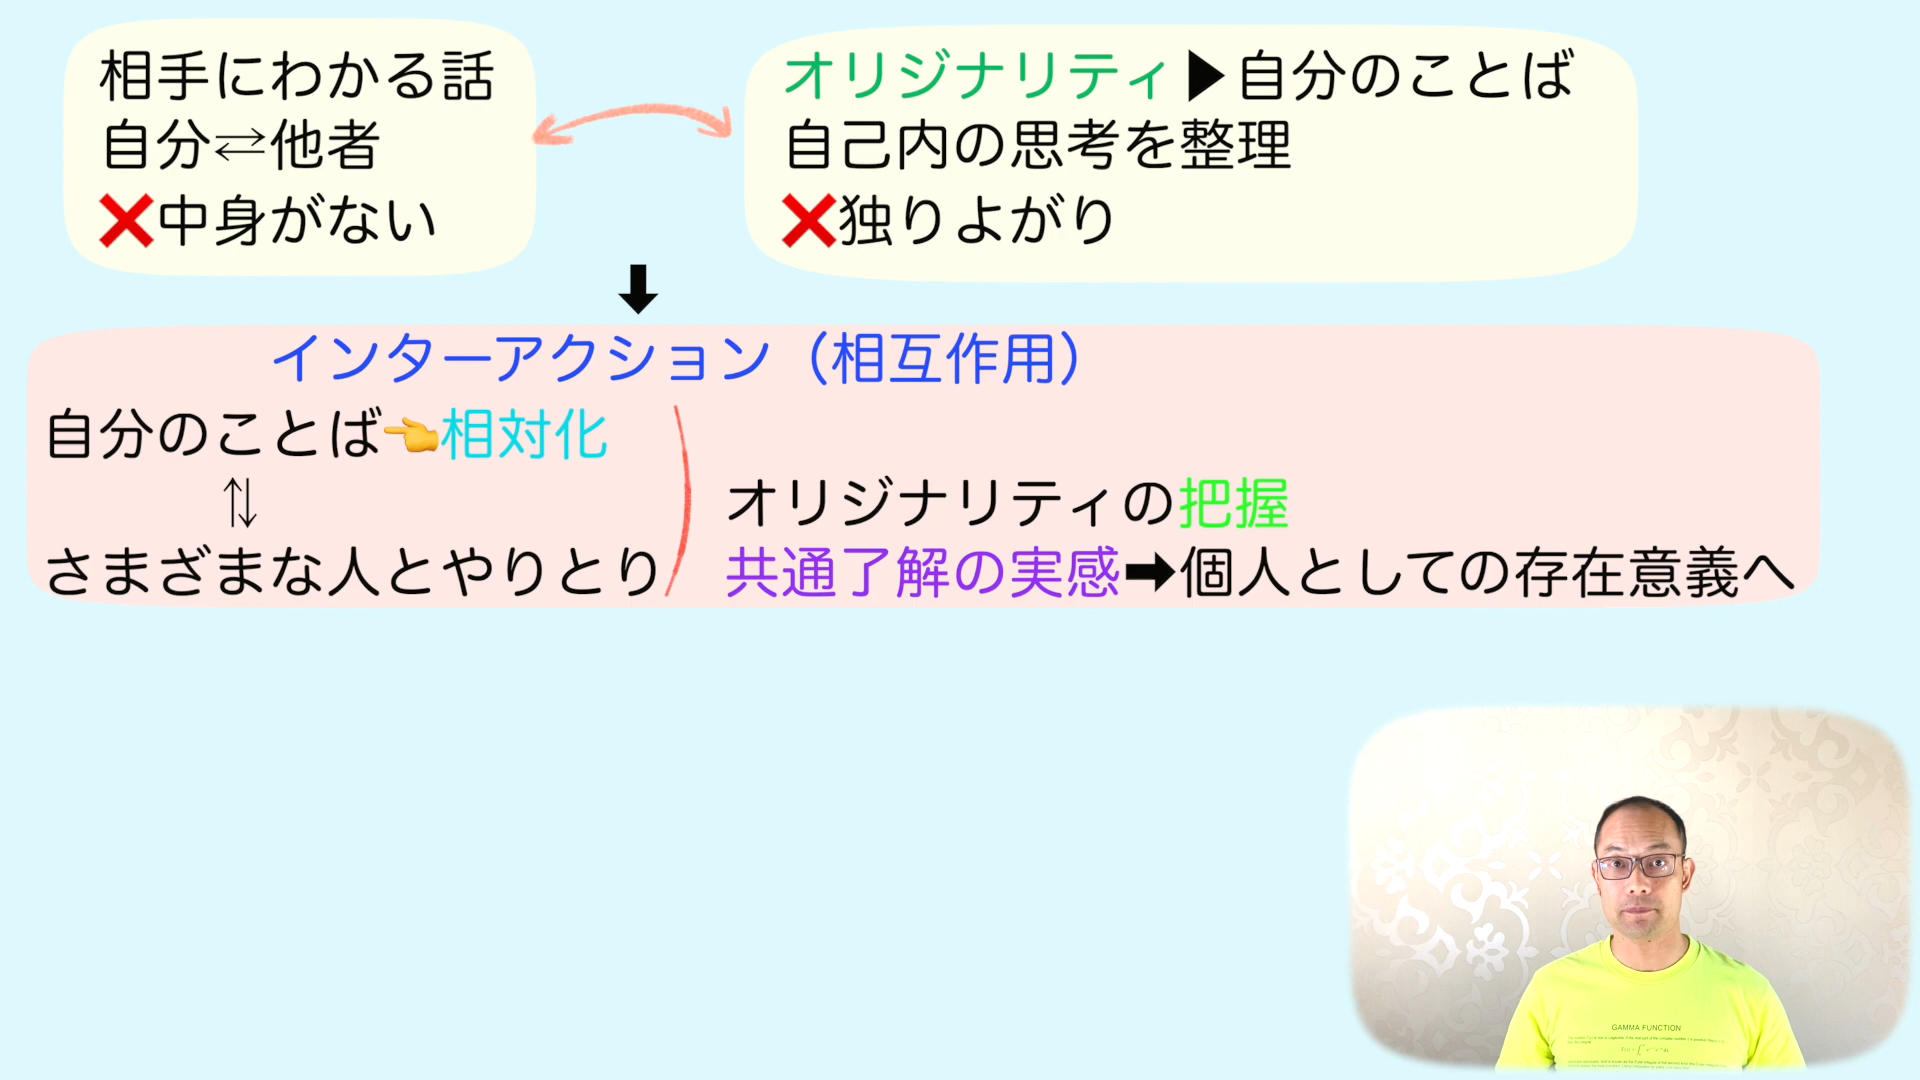 相手にわかる話
自分⇄他者
❌中身がない
オリジナリティ▶自分のことば
自己内の思考を整理
❌独りよがり
⬇
インターアクション（相互作用）
自分のことば👈相対化
⇅
さまざまな人とやりとり
オリジナリティの把握
共通了解の実感➡個人としての存在意義へ
GAMMA FUNCTION